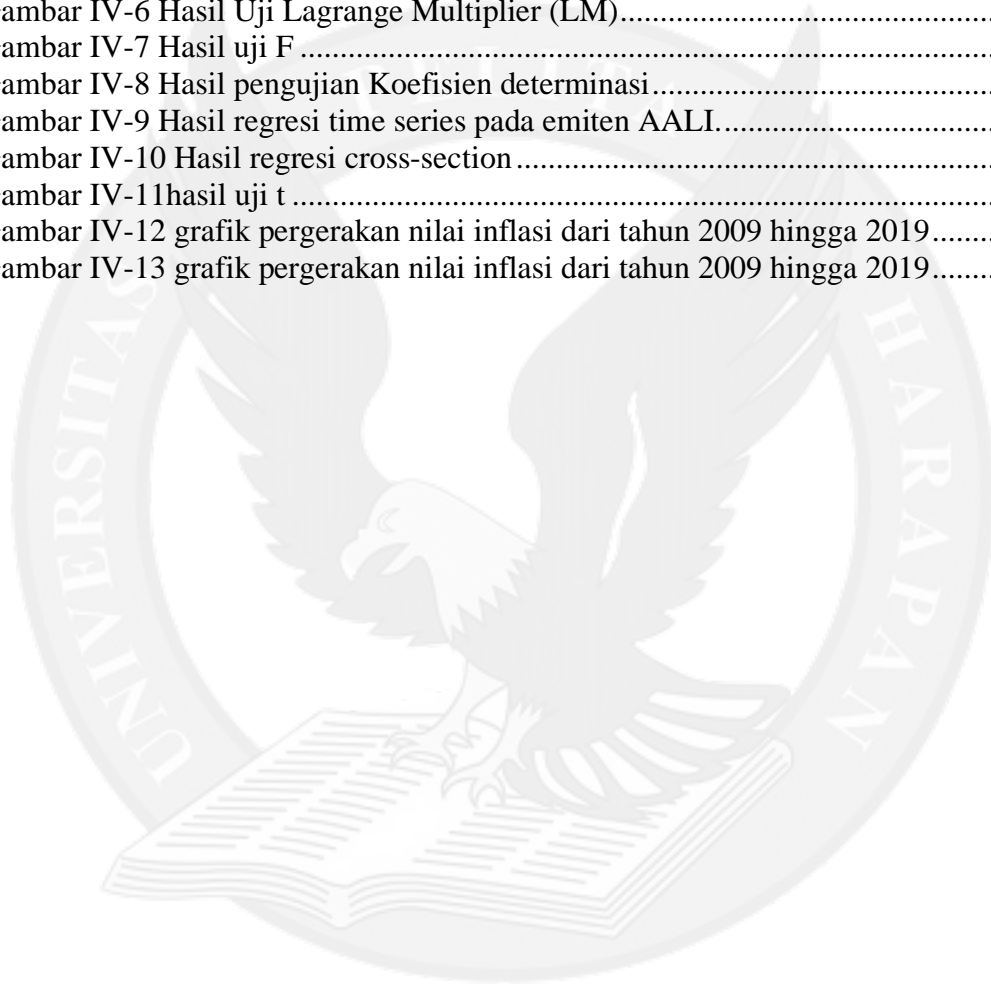 ambar IV-6 Hasil Uji Lagrange Multiplier (LM)................................................
ambar IV-7 Hasil uji F........................................................................................
ambar IV-8 Hasil pengujian Koefisien determinasi............................................
ambar IV-9 Hasil regresi time series pada emiten AALI....................................
ambar IV-10 Hasil regresi cross-section.............................................................
ambar IV-11hasil uji t.........................................................................................
ambar IV-12 grafik pergerakan nilai inflasi dari tahun 2009 hingga 2019........
ambar IV-13 grafik pergerakan nilai inflasi dari tahun 2009 hingga 2019........
UNIVERSITAS
HARAPAN